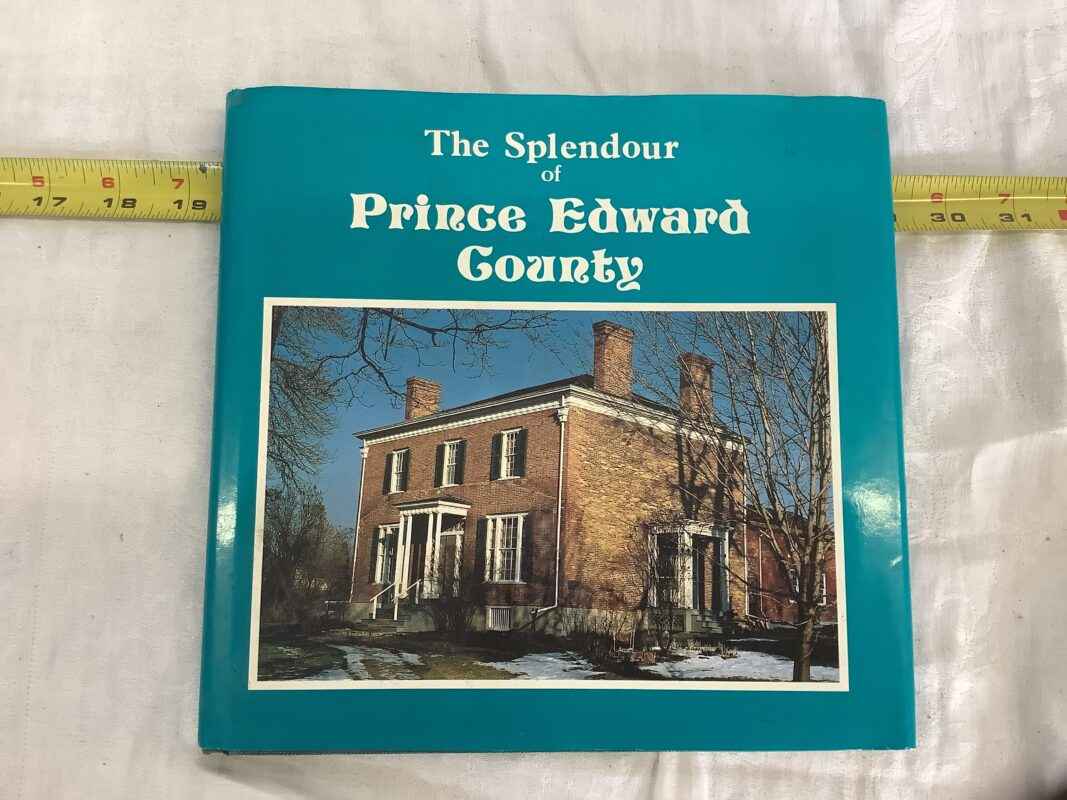 The Splendour
of
Prince Edward
County
5 6 7
17 18 19
6 7
30 31